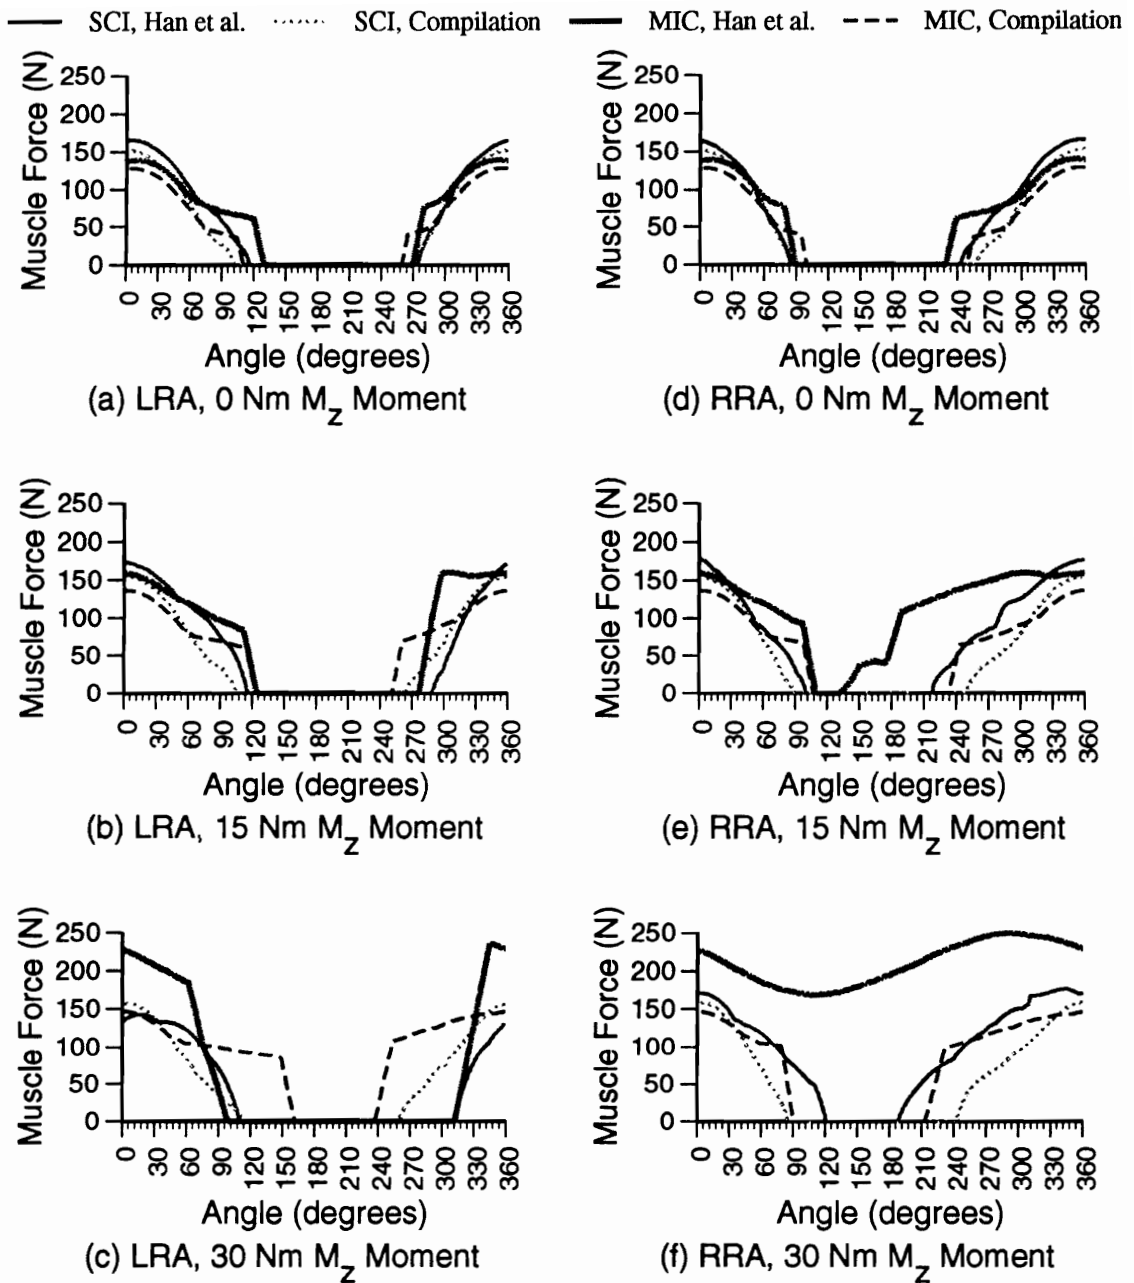 SCI, Han et al. SCI, Compilation MIC, Han et al. MIC, Compilation
Muscle Force (N)
250
200
150
100
50
0
0 30 60 90 120 150 180 210 240 270 300 330 360
Angle (degrees)
(a) LRA, 0 Nm Mz Moment
Muscle Force (N)
250
200
150
100
50
0
0 30 60 90 120 150 180 210 240 270 300 330 360
Angle (degrees)
(d) RRA, 0 Nm Mz Moment
Muscle Force (N)
250
200
150
100
50
0
0 30 60 90 120 150 180 210 240 270 300 330 360
Angle (degrees)
(b) LRA, 15 Nm Mz Moment
Muscle Force (N)
250
200
150
100
50
0
0 30 60 90 120 150 180 210 240 270 300 330 360
Angle (degrees)
(e) RRA, 15 Nm Mz Moment
Muscle Force (N)
250
200
150
100
50
0
0 30 60 90 120 150 180 210 240 270 300 330 360
Angle (degrees)
(c) LRA, 30 Nm Mz Moment
Muscle Force (N)
250
200
150
100
50
0
0 30 60 90 120 150 180 210 240 270 300 330 360
Angle (degrees)
(f) RRA, 30 Nm Mz Moment